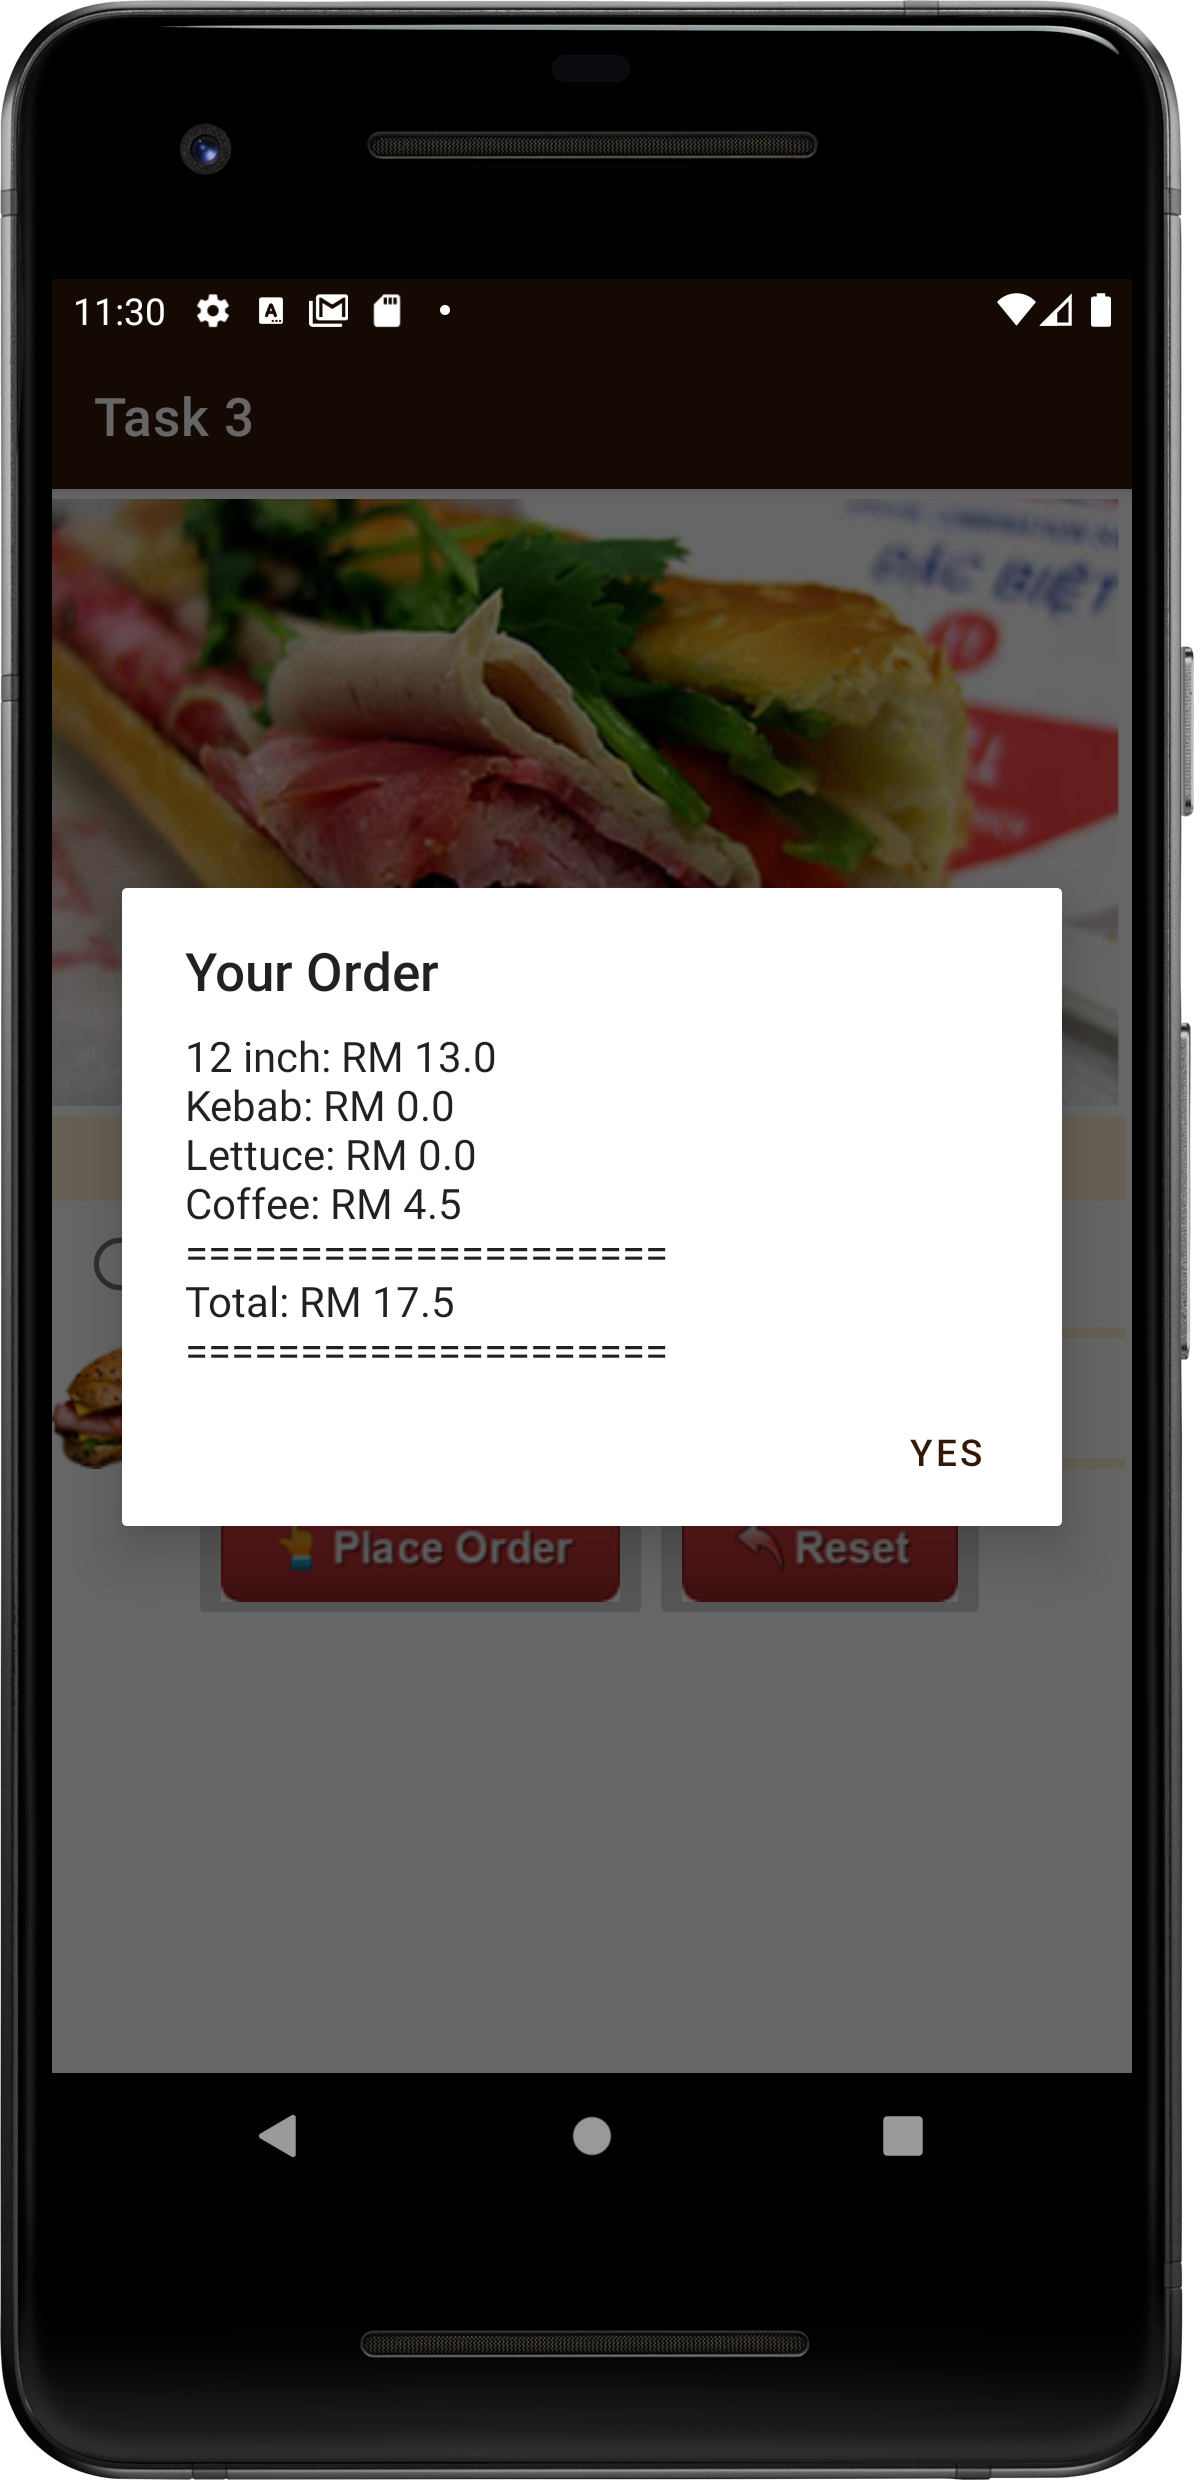 11:30
Task 3
ĐẶC BIỆT
Your Order
12 inch: RM 13.0
Kebab: RM 0.0
Lettuce: RM 0.0
Coffee: RM 4.5
=====================
Total: RM 17.5
=====================
YES
Place Order
Reset